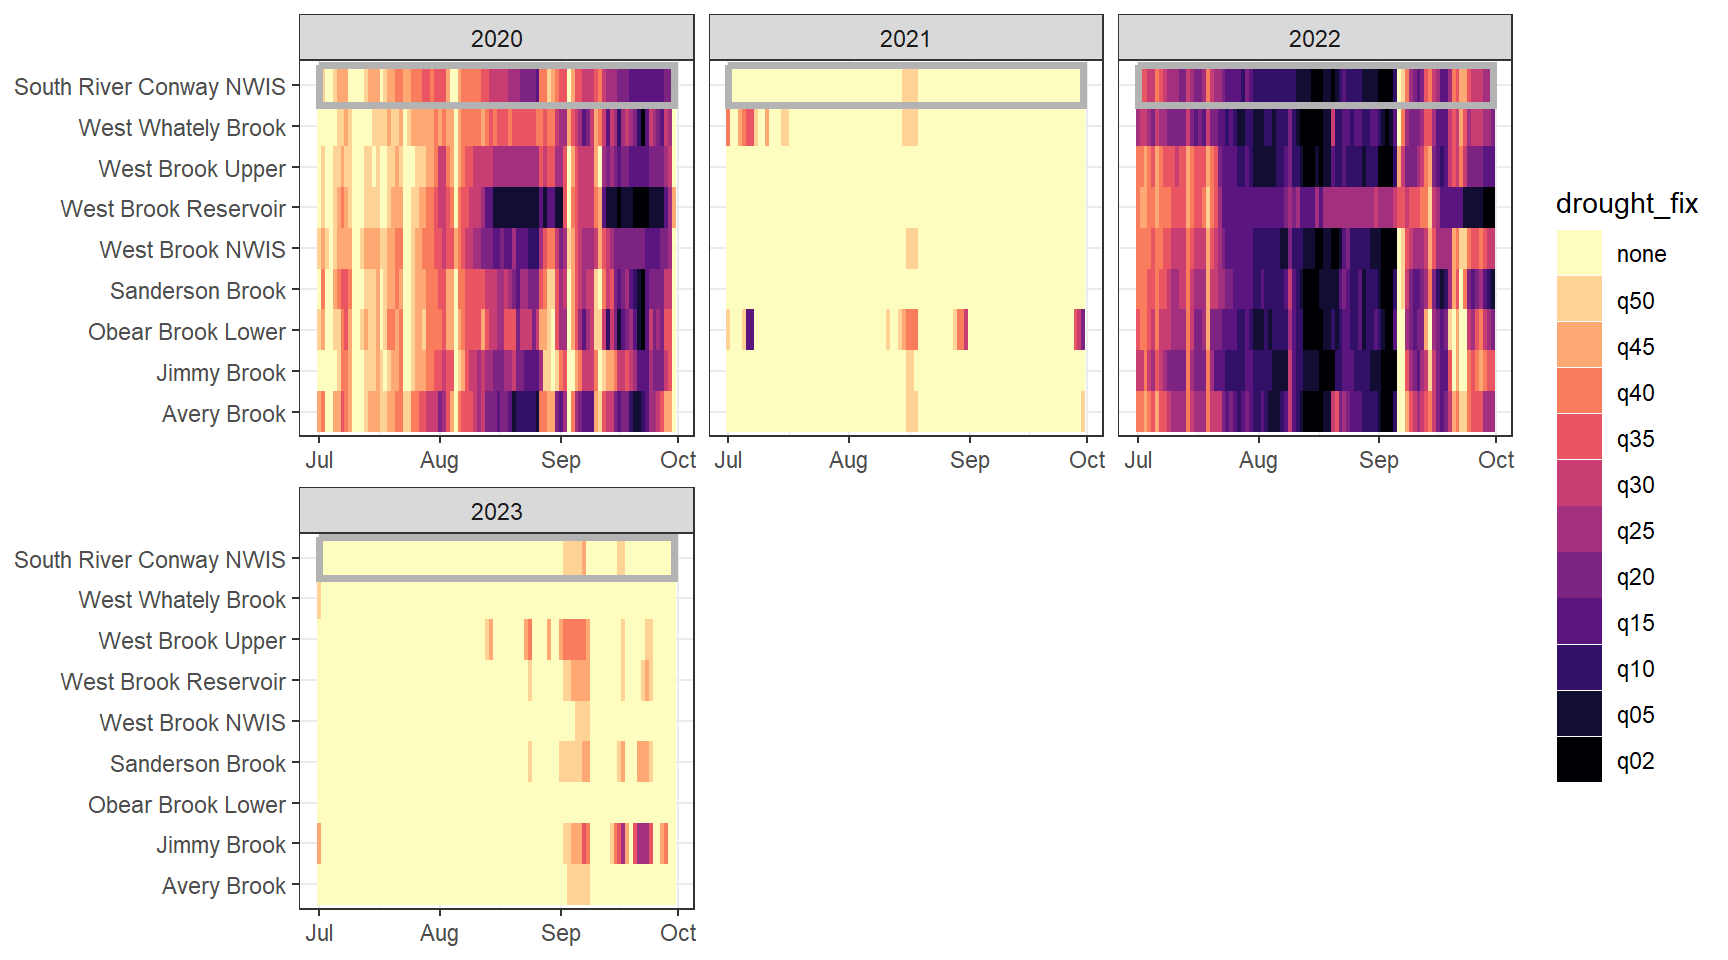 2020 2021 2022
South River Conway NWIS
West Whately Brook
West Brook Upper
West Brook Reservoir
West Brook NWIS
Sanderson Brook
Obear Brook Lower
Jimmy Brook
Avery Brook
Jul Aug Sep Oct Jul Aug Sep Oct Jul Aug Sep Oct
2023
South River Conway NWIS
West Whately Brook
West Brook Upper
West Brook Reservoir
West Brook NWIS
Sanderson Brook
Obear Brook Lower
Jimmy Brook
Avery Brook
Jul Aug Sep Oct
drought_fix
none
q50
q45
q40
q35
q30
q25
q20
q15
q10
q05
q02